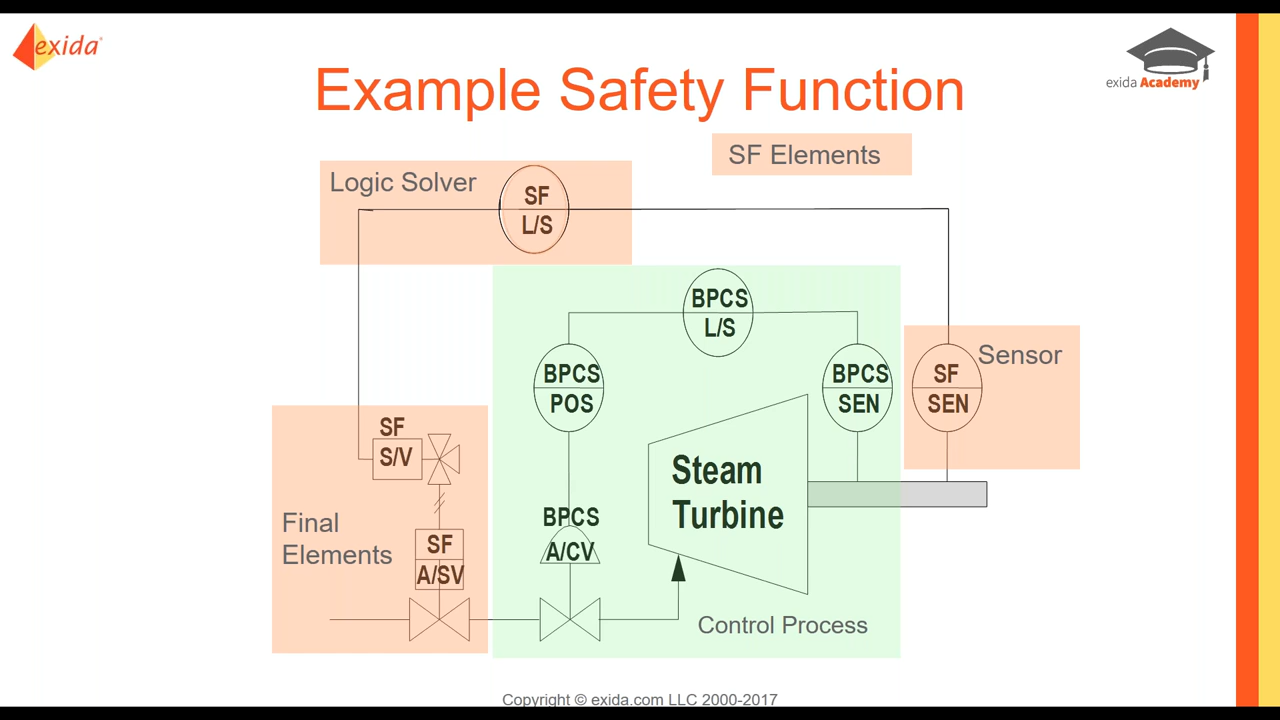 exida
exida Academy
Example Safety Function
SF Elements
Logic Solver
SF
L/S
BPCS
L/S
Sensor
BPCS
POS
BPCS
SEN
SF
SEN
SF
S/V
Steam
Turbine
Final
Elements
BPCS
A/CV
SF
A/SV
Control Process
Copyright © exida.com LLC 2000-2017